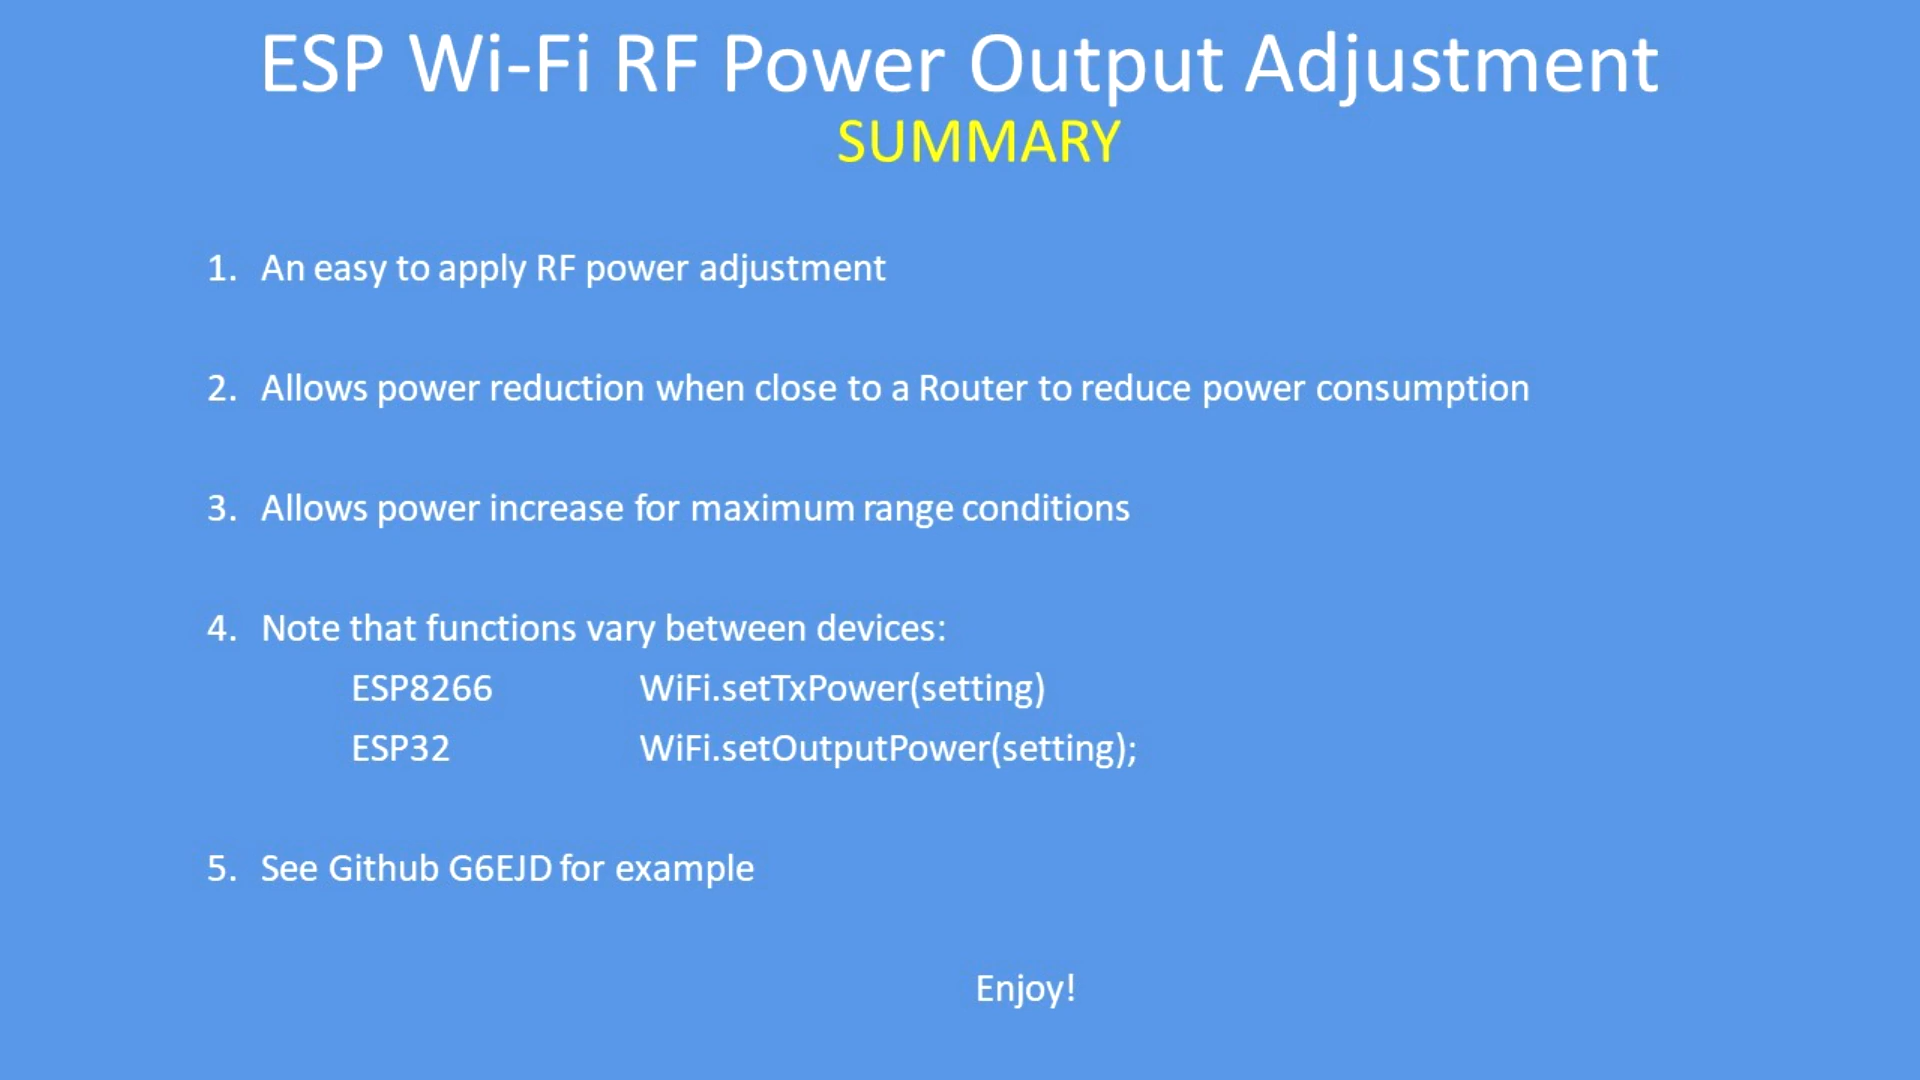 ESP Wi-Fi RF Power Output Adjustment
SUMMARY
1. An easy to apply RF power adjustment
2. Allows power reduction when close to a Router to reduce power consumption
3. Allows power increase for maximum range conditions
4. Note that functions vary between devices:
ESP8266 WiFi.setTxPower(setting)
ESP32 WiFi.setOutputPower(setting);
5. See Github G6EJD for example
Enjoy!